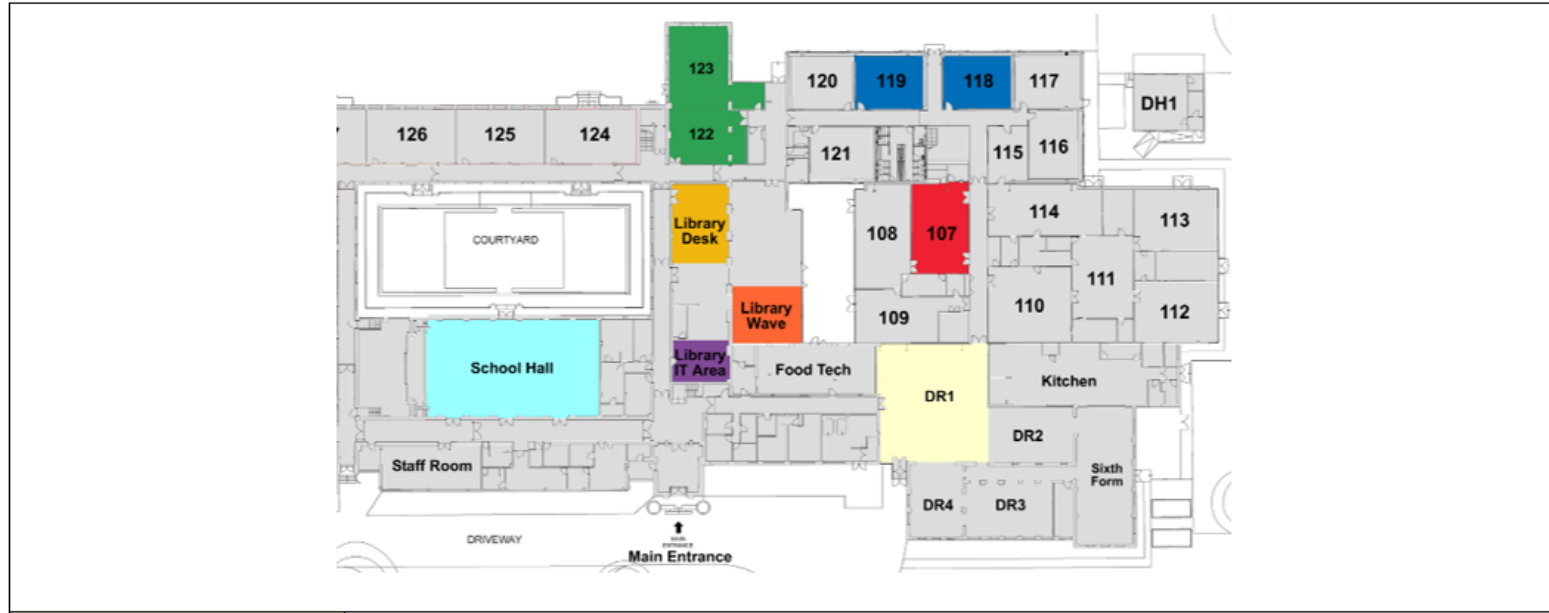 123
120
119
118
117
DH1
126
125
124
122
121
115
116
Library
Desk
108
107
114
113
COURTYARD
111
110
112
109
Library
Wave
School Hall
Library
IT Area
Food Tech
DR1
Kitchen
DR2
Staff Room
Sixth
Form
DR4
DR3
DRIVEWAY
MAIN
ENTRANCE
Main Entrance